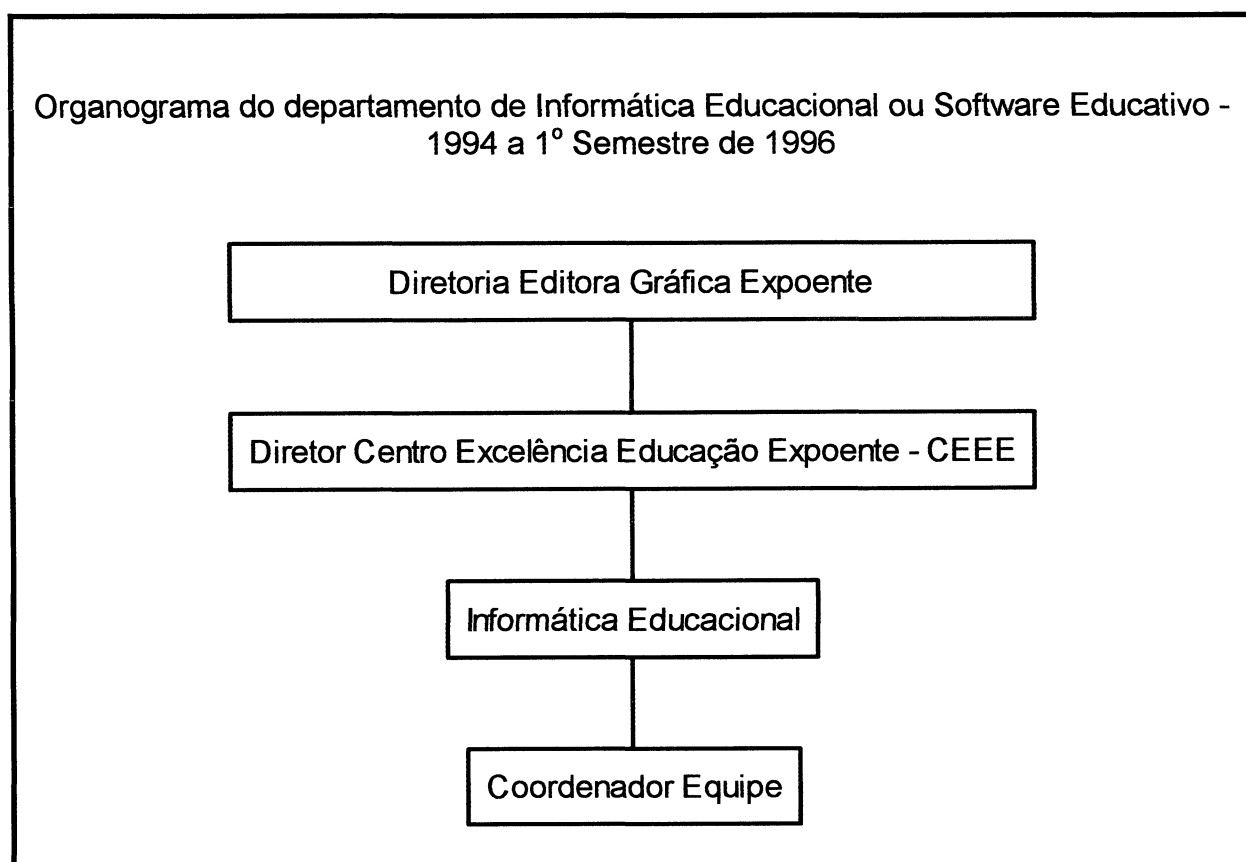 Organograma do departamento de Informática Educacional ou Software Educativo -
1994 a 1º Semestre de 1996
Diretoria Editora Gráfica Expoente
Diretor Centro Excelência Educação Expoente - CEEE
Informática Educacional
Coordenador Equipe